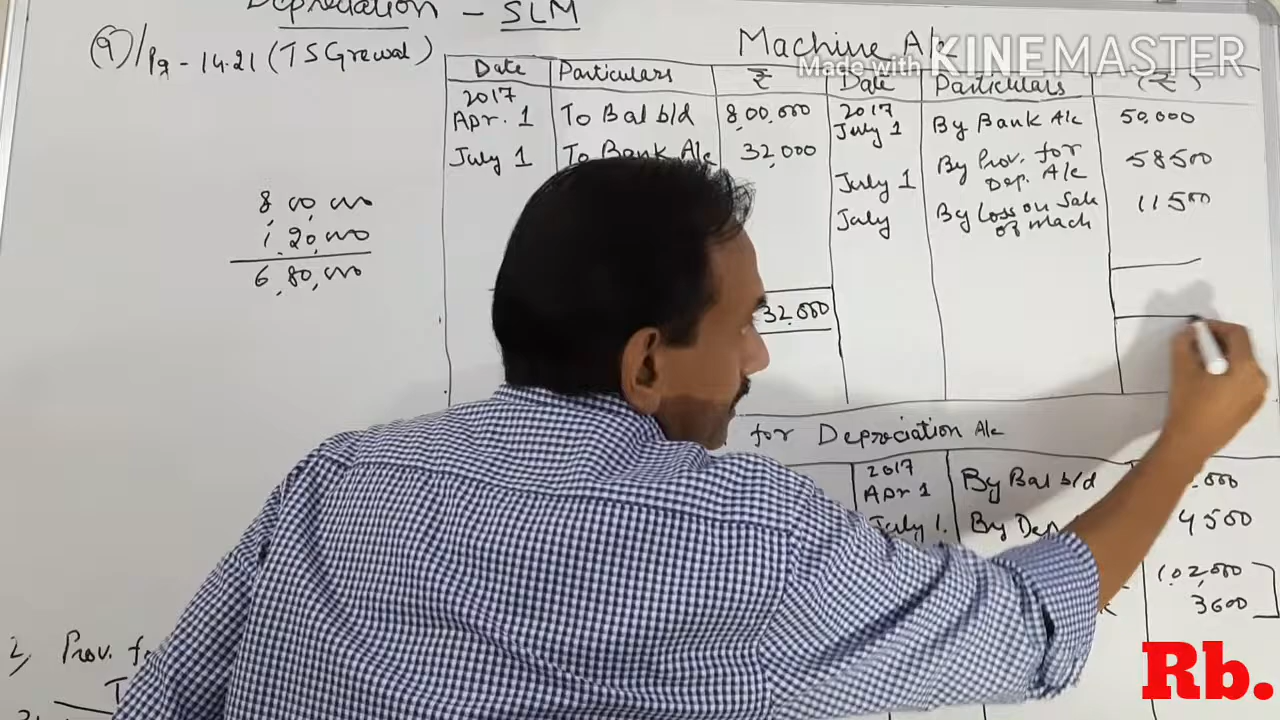 Depreciation - SLM
Q)/Pg - 14.21 (TS Grewal)
Machine A/c
Made with KINEMASTER
Date Particulars ₹ Date Particulars (₹)
2017 2017
Apr. 1 To Bal b/d 8,00,000 July 1 By Bank A/c 50,000
July 1 To Bank A/c 32,000 July 1 By Prov. for Dep. A/c 58500
July By Loss on Sale of Mach 11500
8,00,000
1,20,000
6,80,000
32,000
for Depreciation A/c
2017
Apr 1 By Bal b/d
July 1. By Dep 4500
1,02,000
3600
2, Prov. f
Rb.